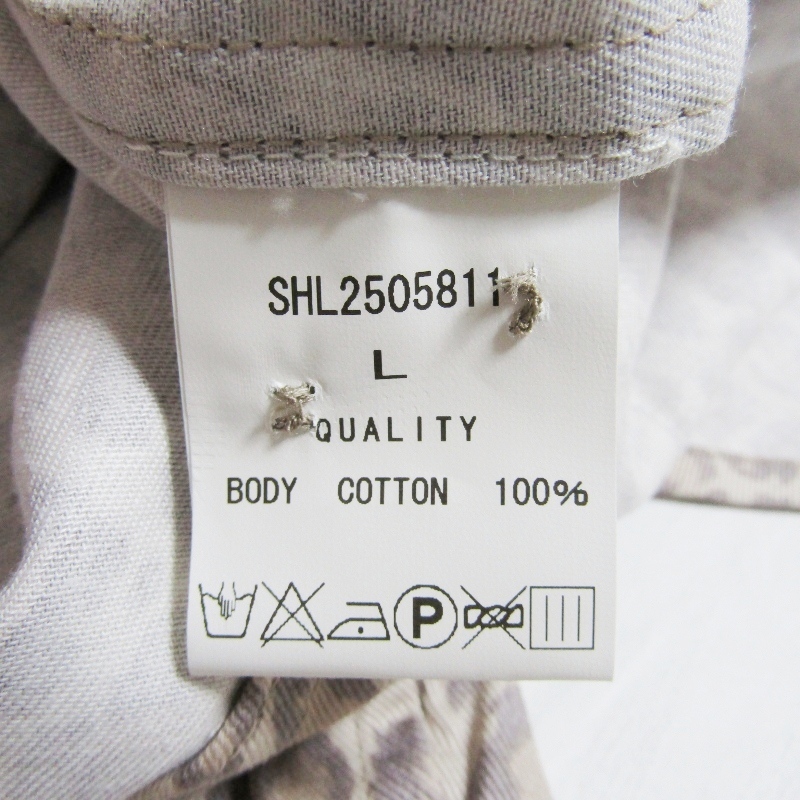 SHL2505811
L
QUALITY
BODY COTTON 100%
P